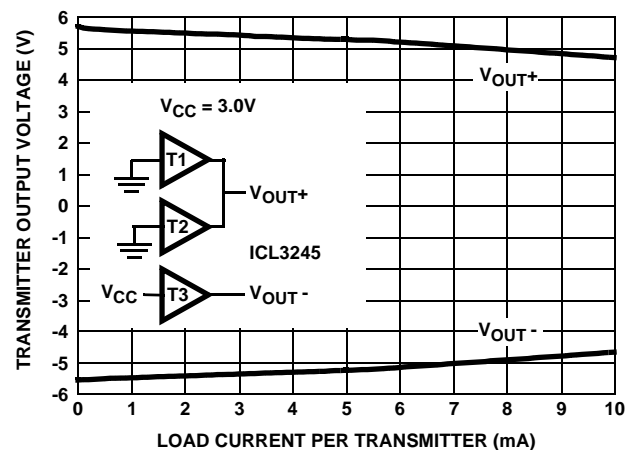 TRANSMITTER OUTPUT VOLTAGE (V)
6
5
4
3
2
1
0
-1
-2
-3
-4
-5
-6
VOUT+
VCC = 3.0V
T1
VOUT+
T2
ICL3245
VCC
T3
VOUT -
VOUT -
0 1 2 3 4 5 6 7 8 9 10
LOAD CURRENT PER TRANSMITTER (mA)